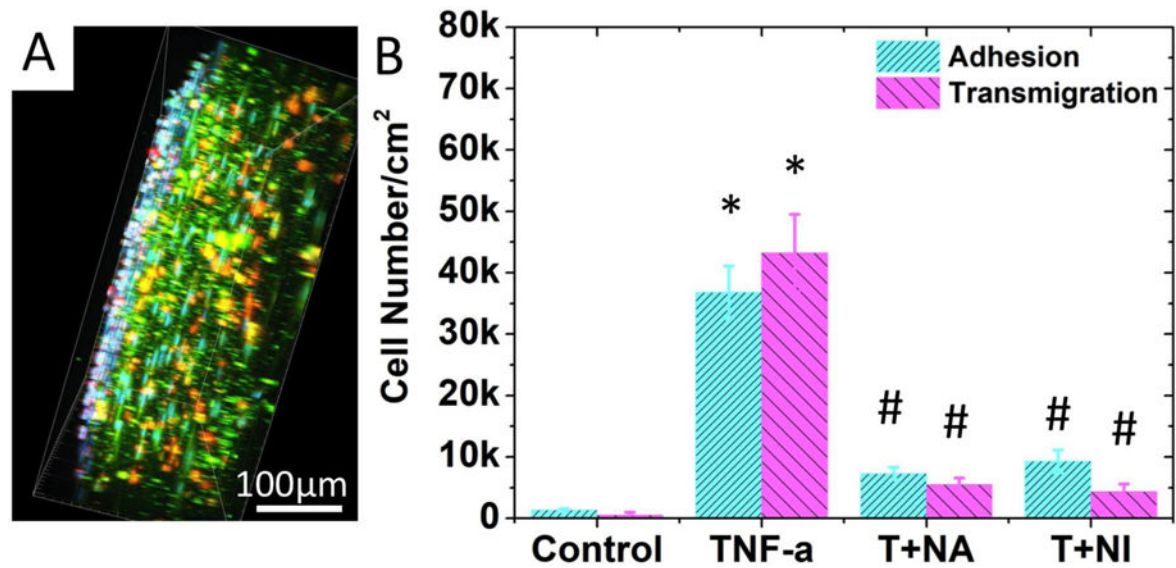 A
100µm
B
Cell Number/cm²
80k
70k
60k
50k
40k
30k
20k
10k
0
Adhesion
Transmigration
*
*
#
#
#
#
Control TNF-a T+NA T+NI